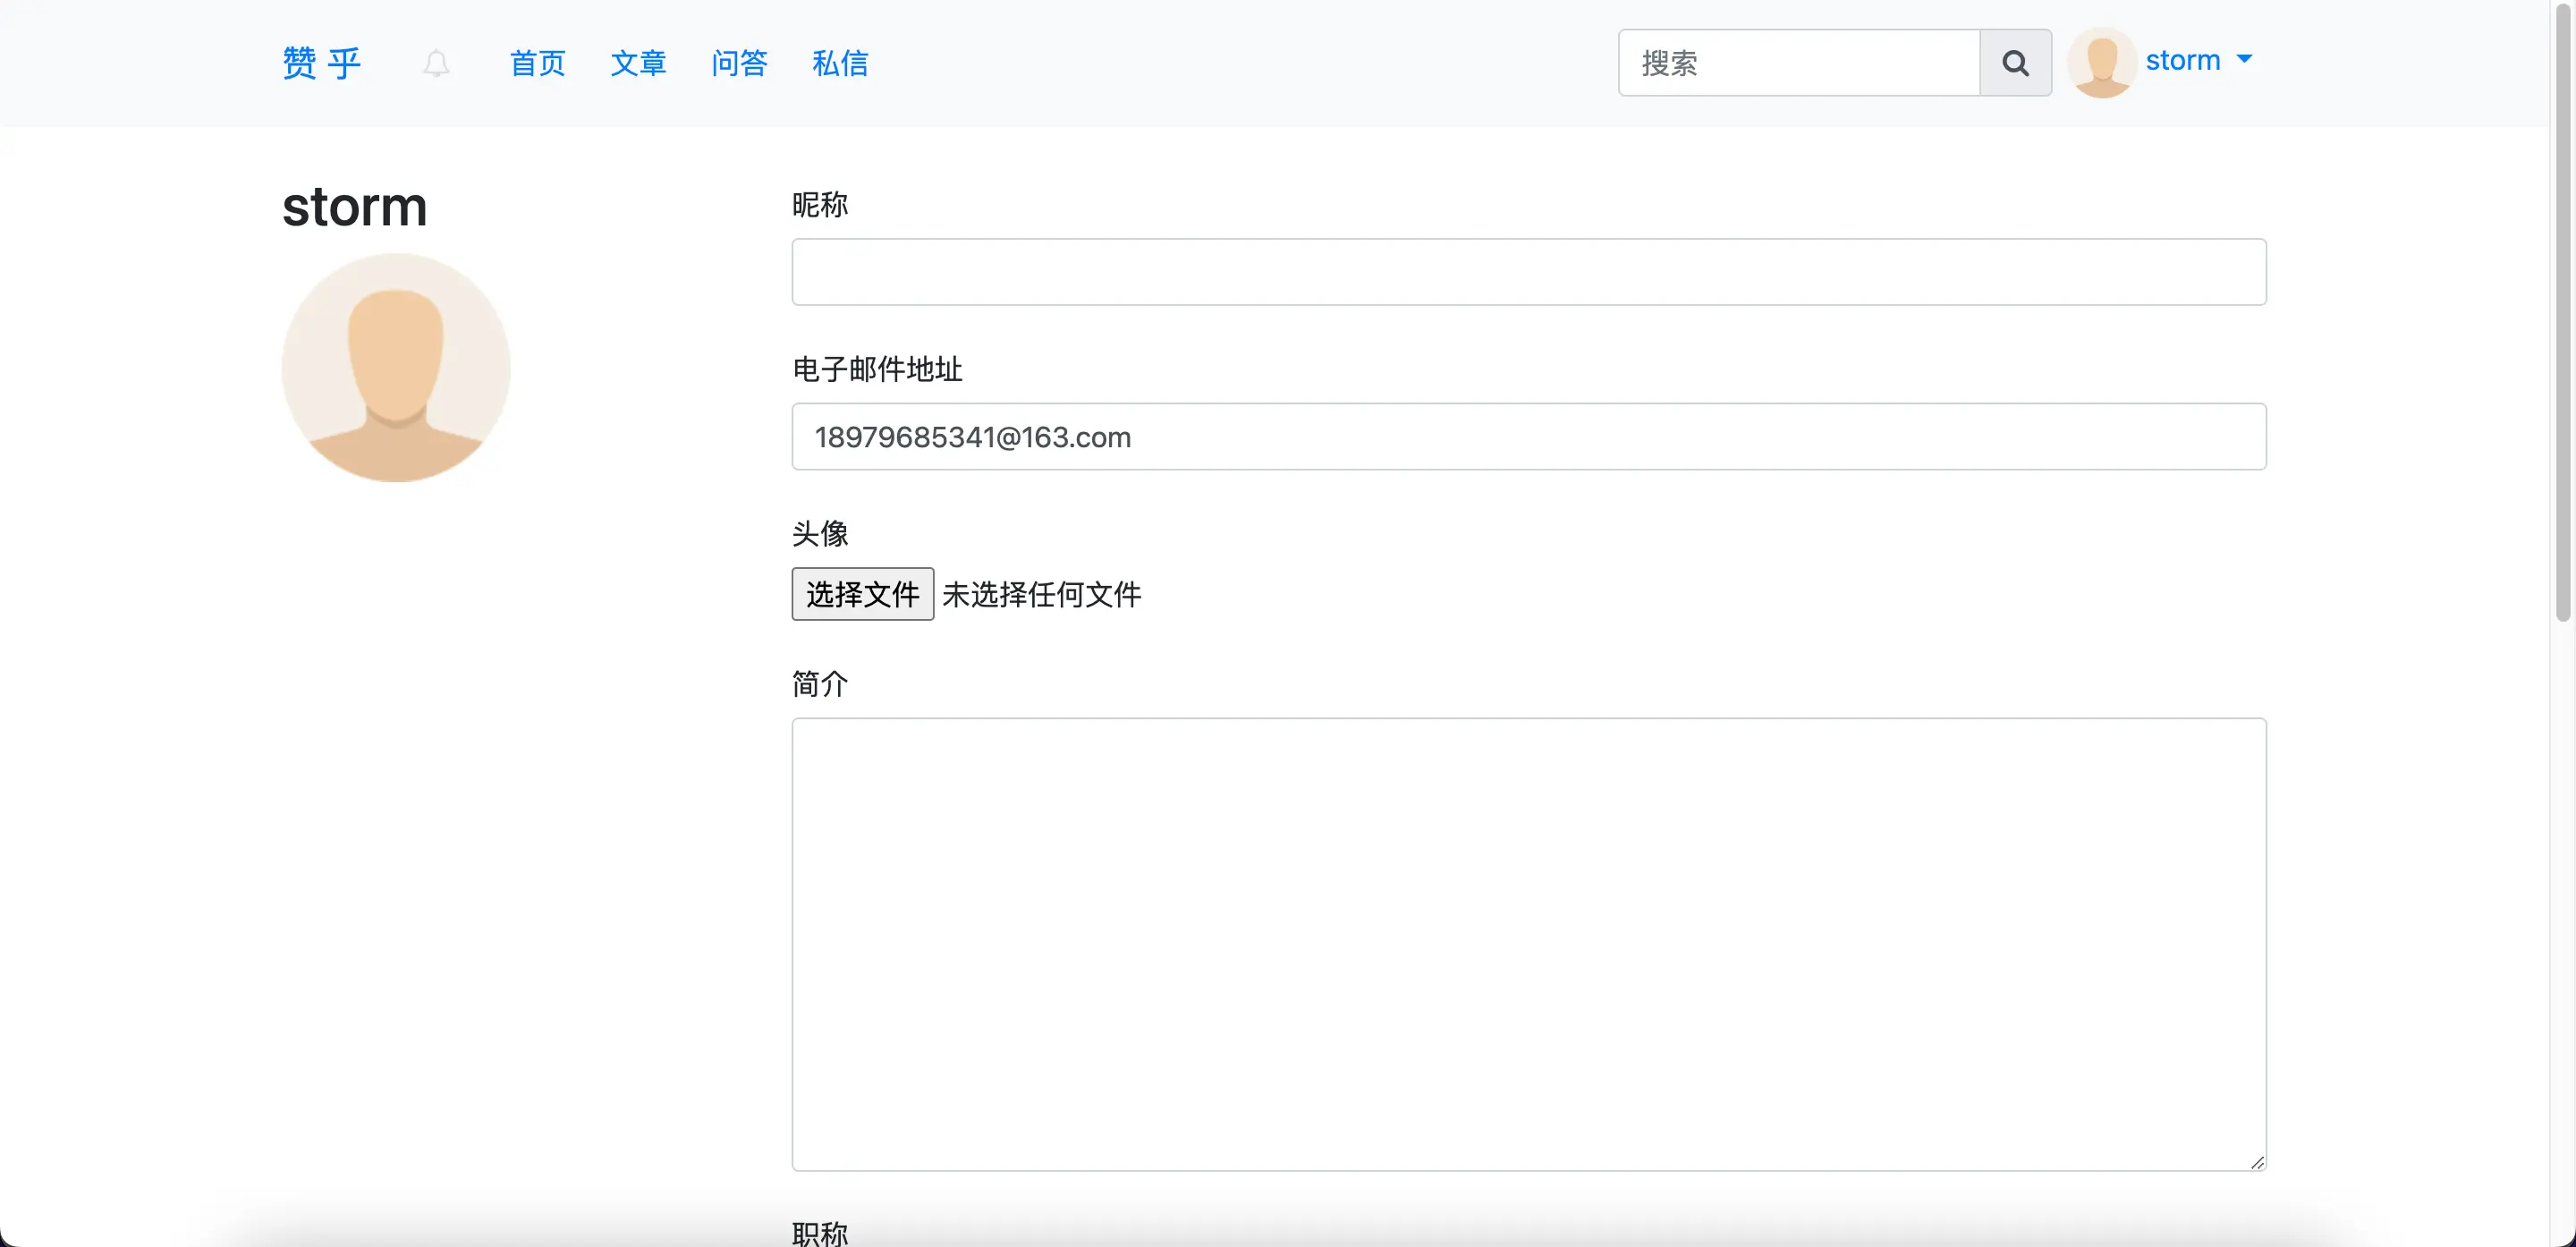 赞 乎 首页 文章 问答 私信 搜索 storm
storm
昵称
电子邮件地址
18979685341@163.com
头像
选择文件 未选择任何文件
简介
职称